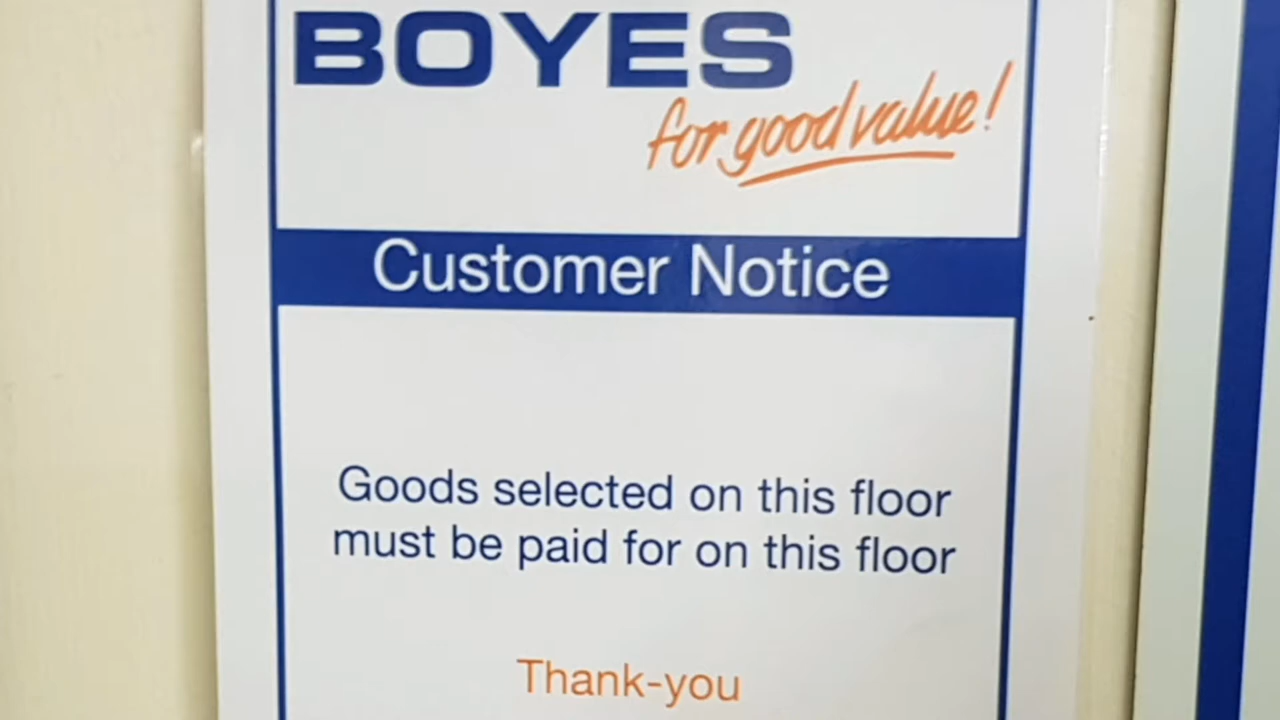 BOYES
for good value!
Customer Notice
Goods selected on this floor
must be paid for on this floor
Thank-you